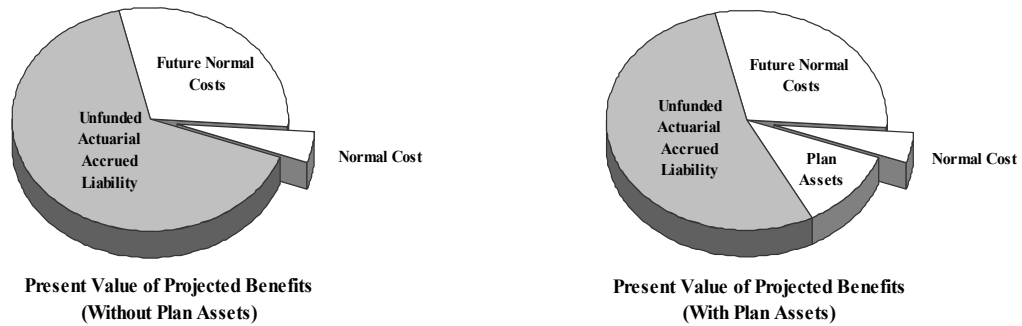 Future Normal
Costs
Unfunded
Actuarial
Accrued
Liability
Normal Cost
Present Value of Projected Benefits
(Without Plan Assets)
Future Normal
Costs
Unfunded
Actuarial
Accrued
Liability
Plan
Assets
Normal Cost
Present Value of Projected Benefits
(With Plan Assets)